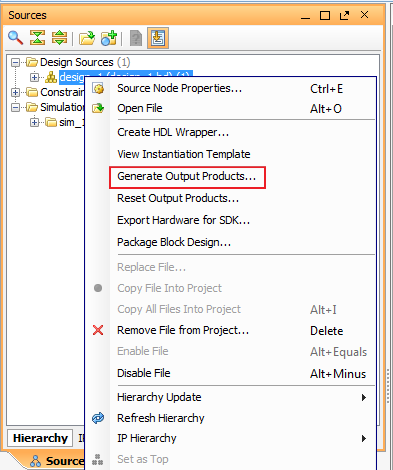 Sources
Design Sources (1)
design_1 (design_1.bd) (1)
Constrain
Simulation
sim_1
Source Node Properties... Ctrl+E
Open File Alt+O
Create HDL Wrapper...
View Instantiation Template
Generate Output Products...
Reset Output Products...
Export Hardware for SDK...
Package Block Design...
Replace File...
Copy File Into Project
Copy All Files Into Project Alt+I
Remove File from Project... Delete
Enable File Alt+Equals
Disable File Alt+Minus
Hierarchy Update
Refresh Hierarchy
IP Hierarchy
Set as Top
Hierarchy
Source